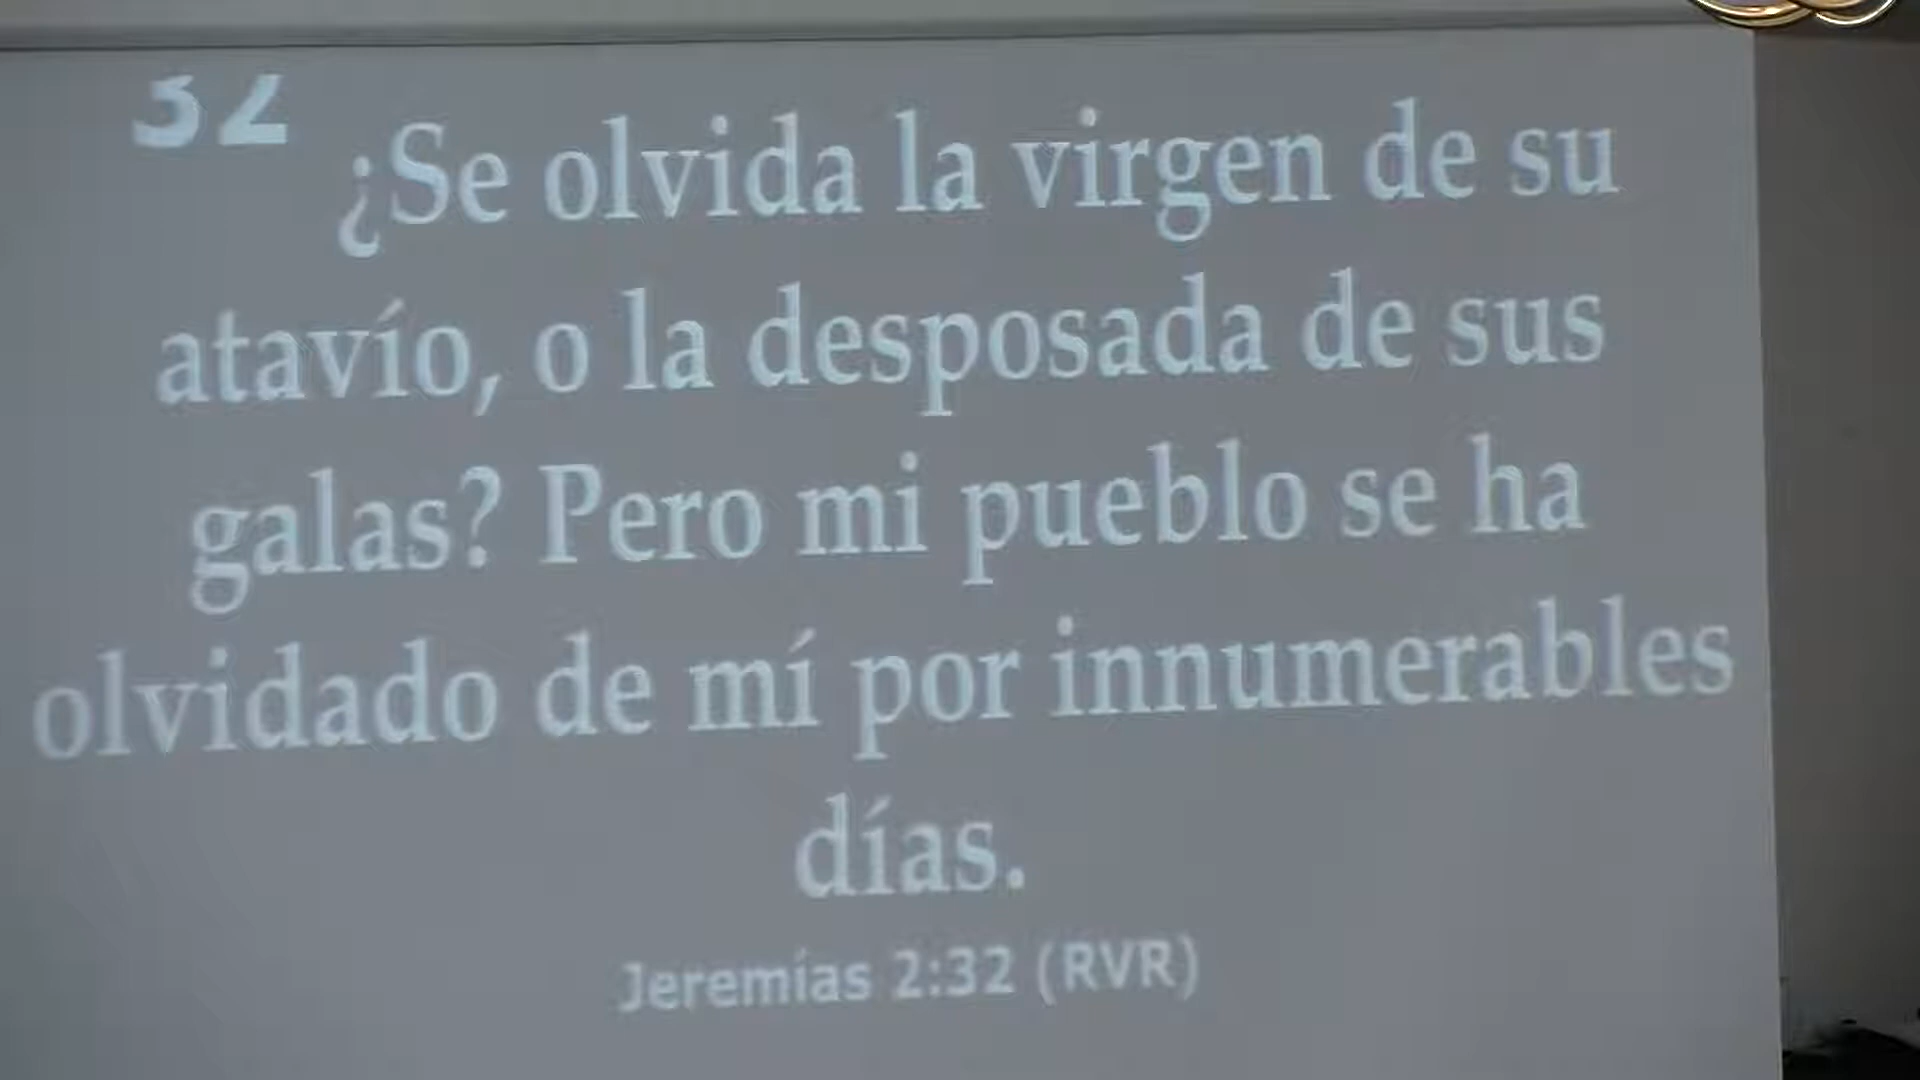 32 ¿Se olvida la virgen de su
atavío, o la desposada de sus
galas? Pero mi pueblo se ha
olvidado de mí por innumerables
días.
Jeremías 2:32 (RVR)